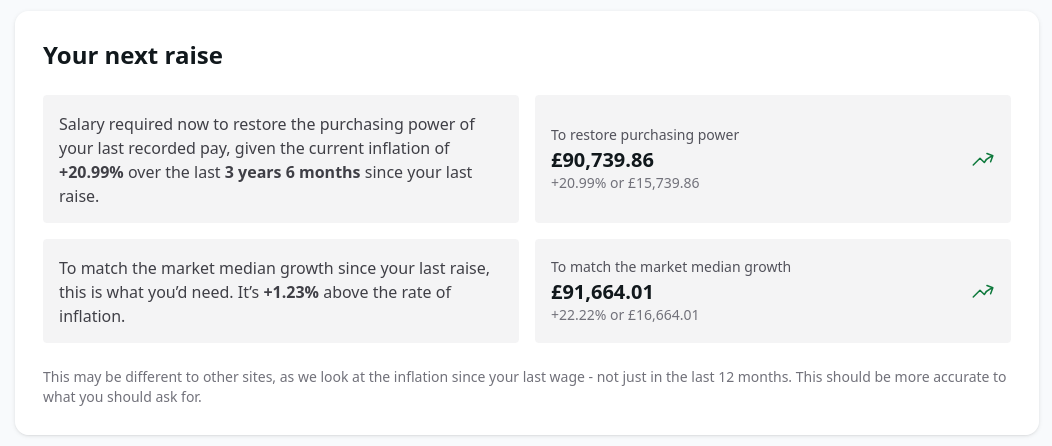 Your next raise
Salary required now to restore the purchasing power of
your last recorded pay, given the current inflation of
+20.99% over the last 3 years 6 months since your last
raise.
To restore purchasing power
£90,739.86
+20.99% or £15,739.86
To match the market median growth since your last raise,
this is what you’d need. It’s +1.23% above the rate of
inflation.
To match the market median growth
£91,664.01
+22.22% or £16,664.01
This may be different to other sites, as we look at the inflation since your last wage - not just in the last 12 months. This should be more accurate to
what you should ask for.